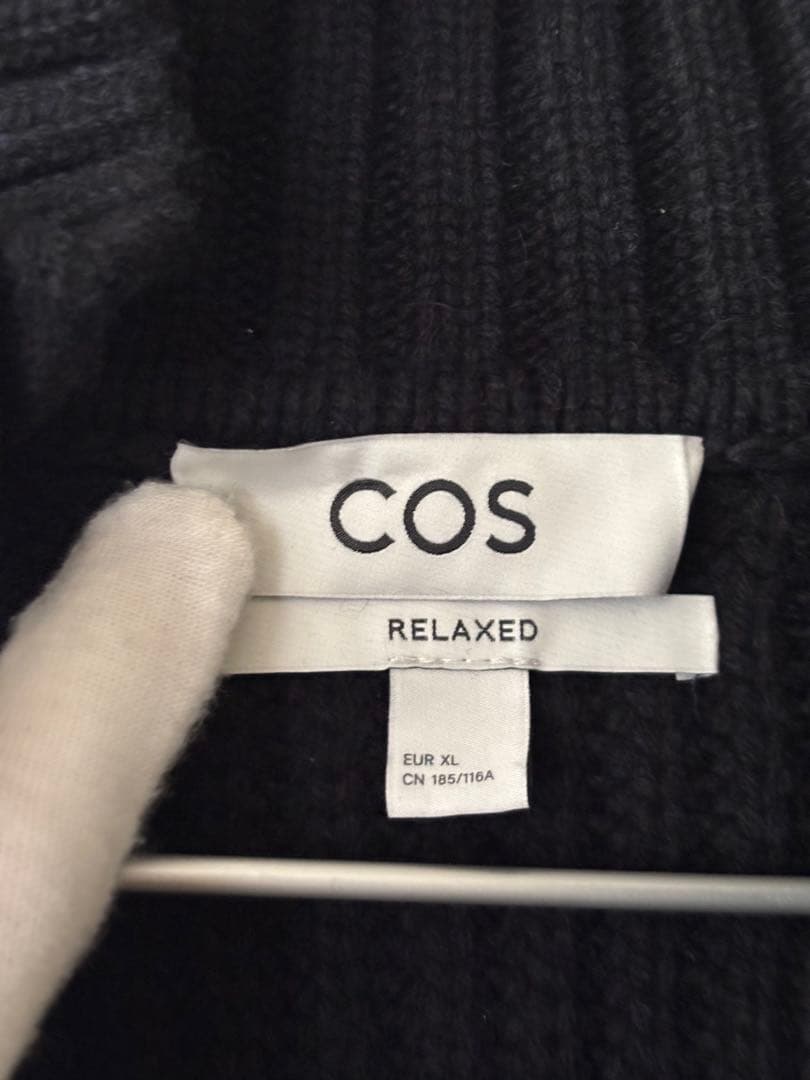 COS
RELAXED
EUR XL
CN 185/116A